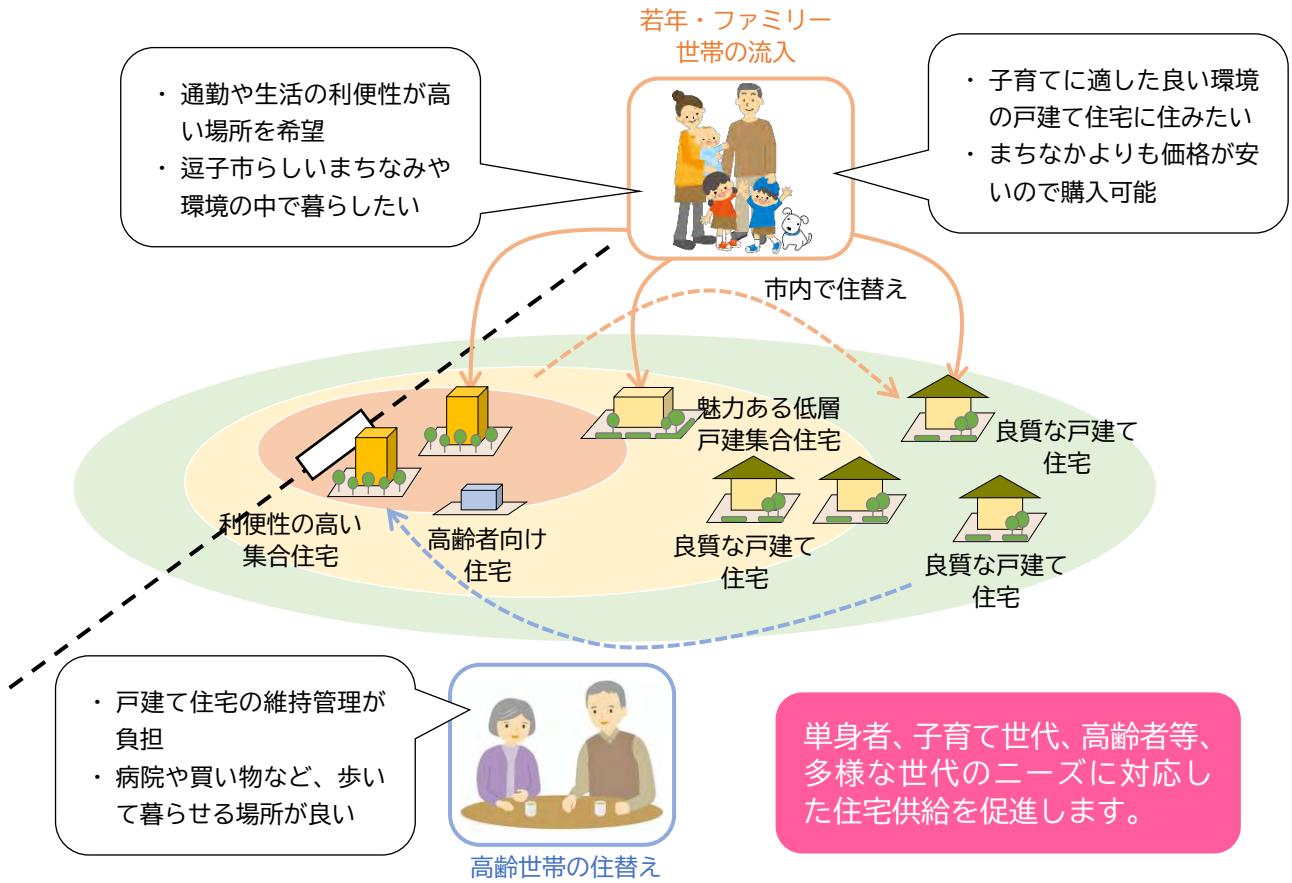 若年・ファミリー
世帯の流入
・ 通勤や生活の利便性が高
い場所を希望
・ 逗子市らしいまちなみや
環境の中で暮らしたい
・ 子育てに適した良い環境
の戸建て住宅に住みたい
・ まちなかよりも価格が安
いので購入可能
市内で住替え
魅力ある低層
戸建集合住宅
良質な戸建て
住宅
利便性の高い
集合住宅
高齢者向け
住宅
良質な戸建て
住宅
良質な戸建て
住宅
・ 戸建て住宅の維持管理が
負担
・ 病院や買い物など、歩い
て暮らせる場所が良い
高齢世帯の住替え
単身者、子育て世代、高齢者等、
多様な世代のニーズに対応し
た住宅供給を促進します。